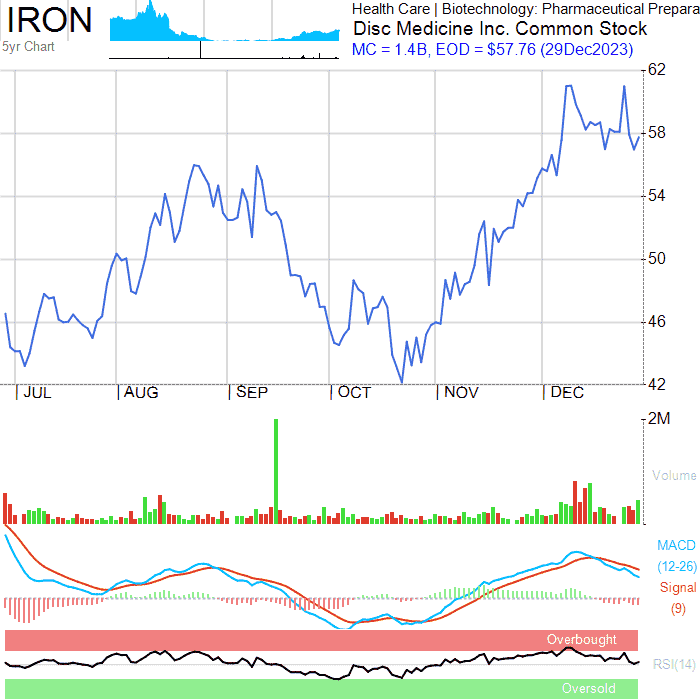 IRON
5yr Chart
Health Care | Biotechnology: Pharmaceutical Prepara
Disc Medicine Inc. Common Stock
MC = 1.4B, EOD = $57.76 (29Dec2023)
62
58
54
50
46
42
JUL AUG SEP OCT NOV DEC
2M
Volume
MACD
(12-26)
Signal
(9)
Overbought
RSI(14)
Oversold